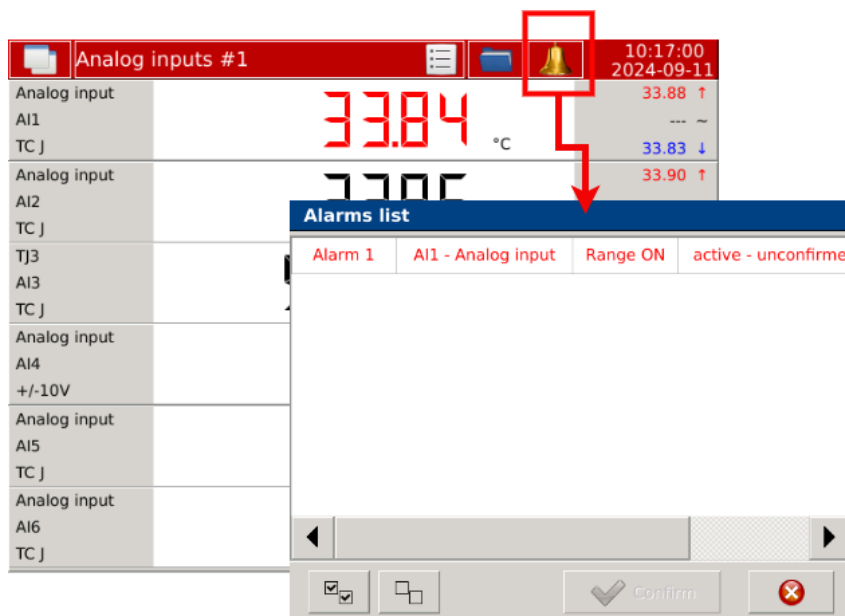 Analog inputs #1
10:17:00
2024-09-11
Analog input
AI1
TC J
33.84 °C
33.88 ↑
--- ~
33.83 ↓
Analog input
AI2
TC J
33.90 ↑
Alarms list
Alarm 1 AI1 - Analog input Range ON active - unconfirme
TJ3
AI3
TC J
Analog input
AI4
+/-10V
Analog input
AI5
TC J
Analog input
AI6
TC J
Confirm